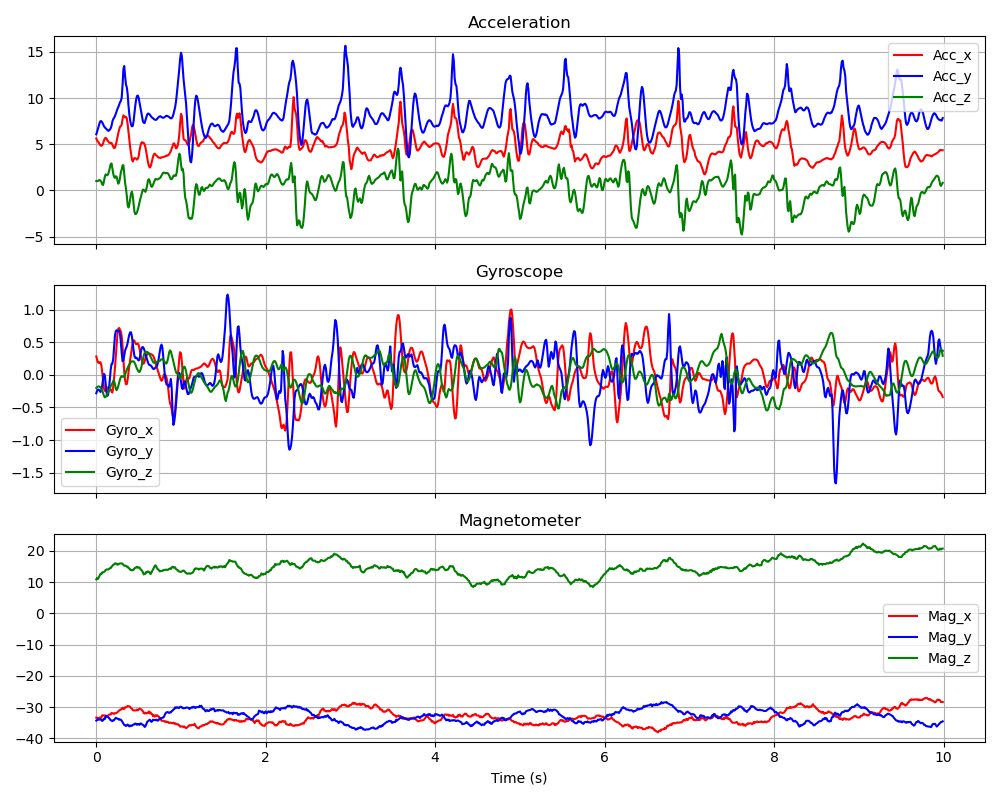 Acceleration
15
10
5
0
−5
Acc_x
Acc_y
Acc_z
Gyroscope
1.0
0.5
0.0
−0.5
−1.0
−1.5
Gyro_x
Gyro_y
Gyro_z
Magnetometer
20
10
0
−10
−20
−30
−40
Mag_x
Mag_y
Mag_z
0 2 4 6 8 10
Time (s)